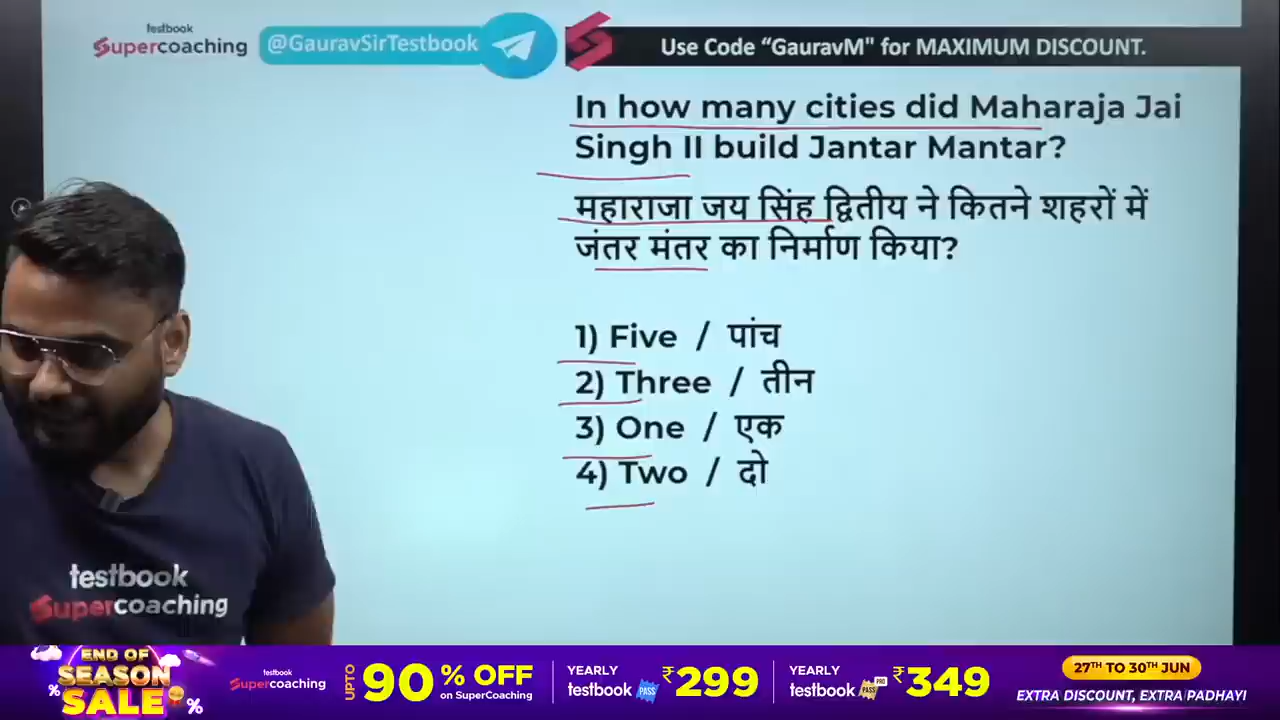 testbook
Supercoaching
@GauravSirTestbook
Use Code “GauravM" for MAXIMUM DISCOUNT.
In how many cities did Maharaja Jai
Singh II build Jantar Mantar?
महाराजा जय सिंह द्वितीय ने कितने शहरों में
जंतर मंतर का निर्माण किया?
1) Five / पांच
2) Three / तीन
3) One / एक
4) Two / दो
testbook
Supercoaching
END OF
SEASON
SALE
%
%
testbook
Supercoaching
UPTO 90% OFF
on SuperCoaching
YEARLY
testbook PASS ₹299
YEARLY
testbook PASS PRO ₹349
27TH TO 30TH JUN
EXTRA DISCOUNT, EXTRA PADHAYI